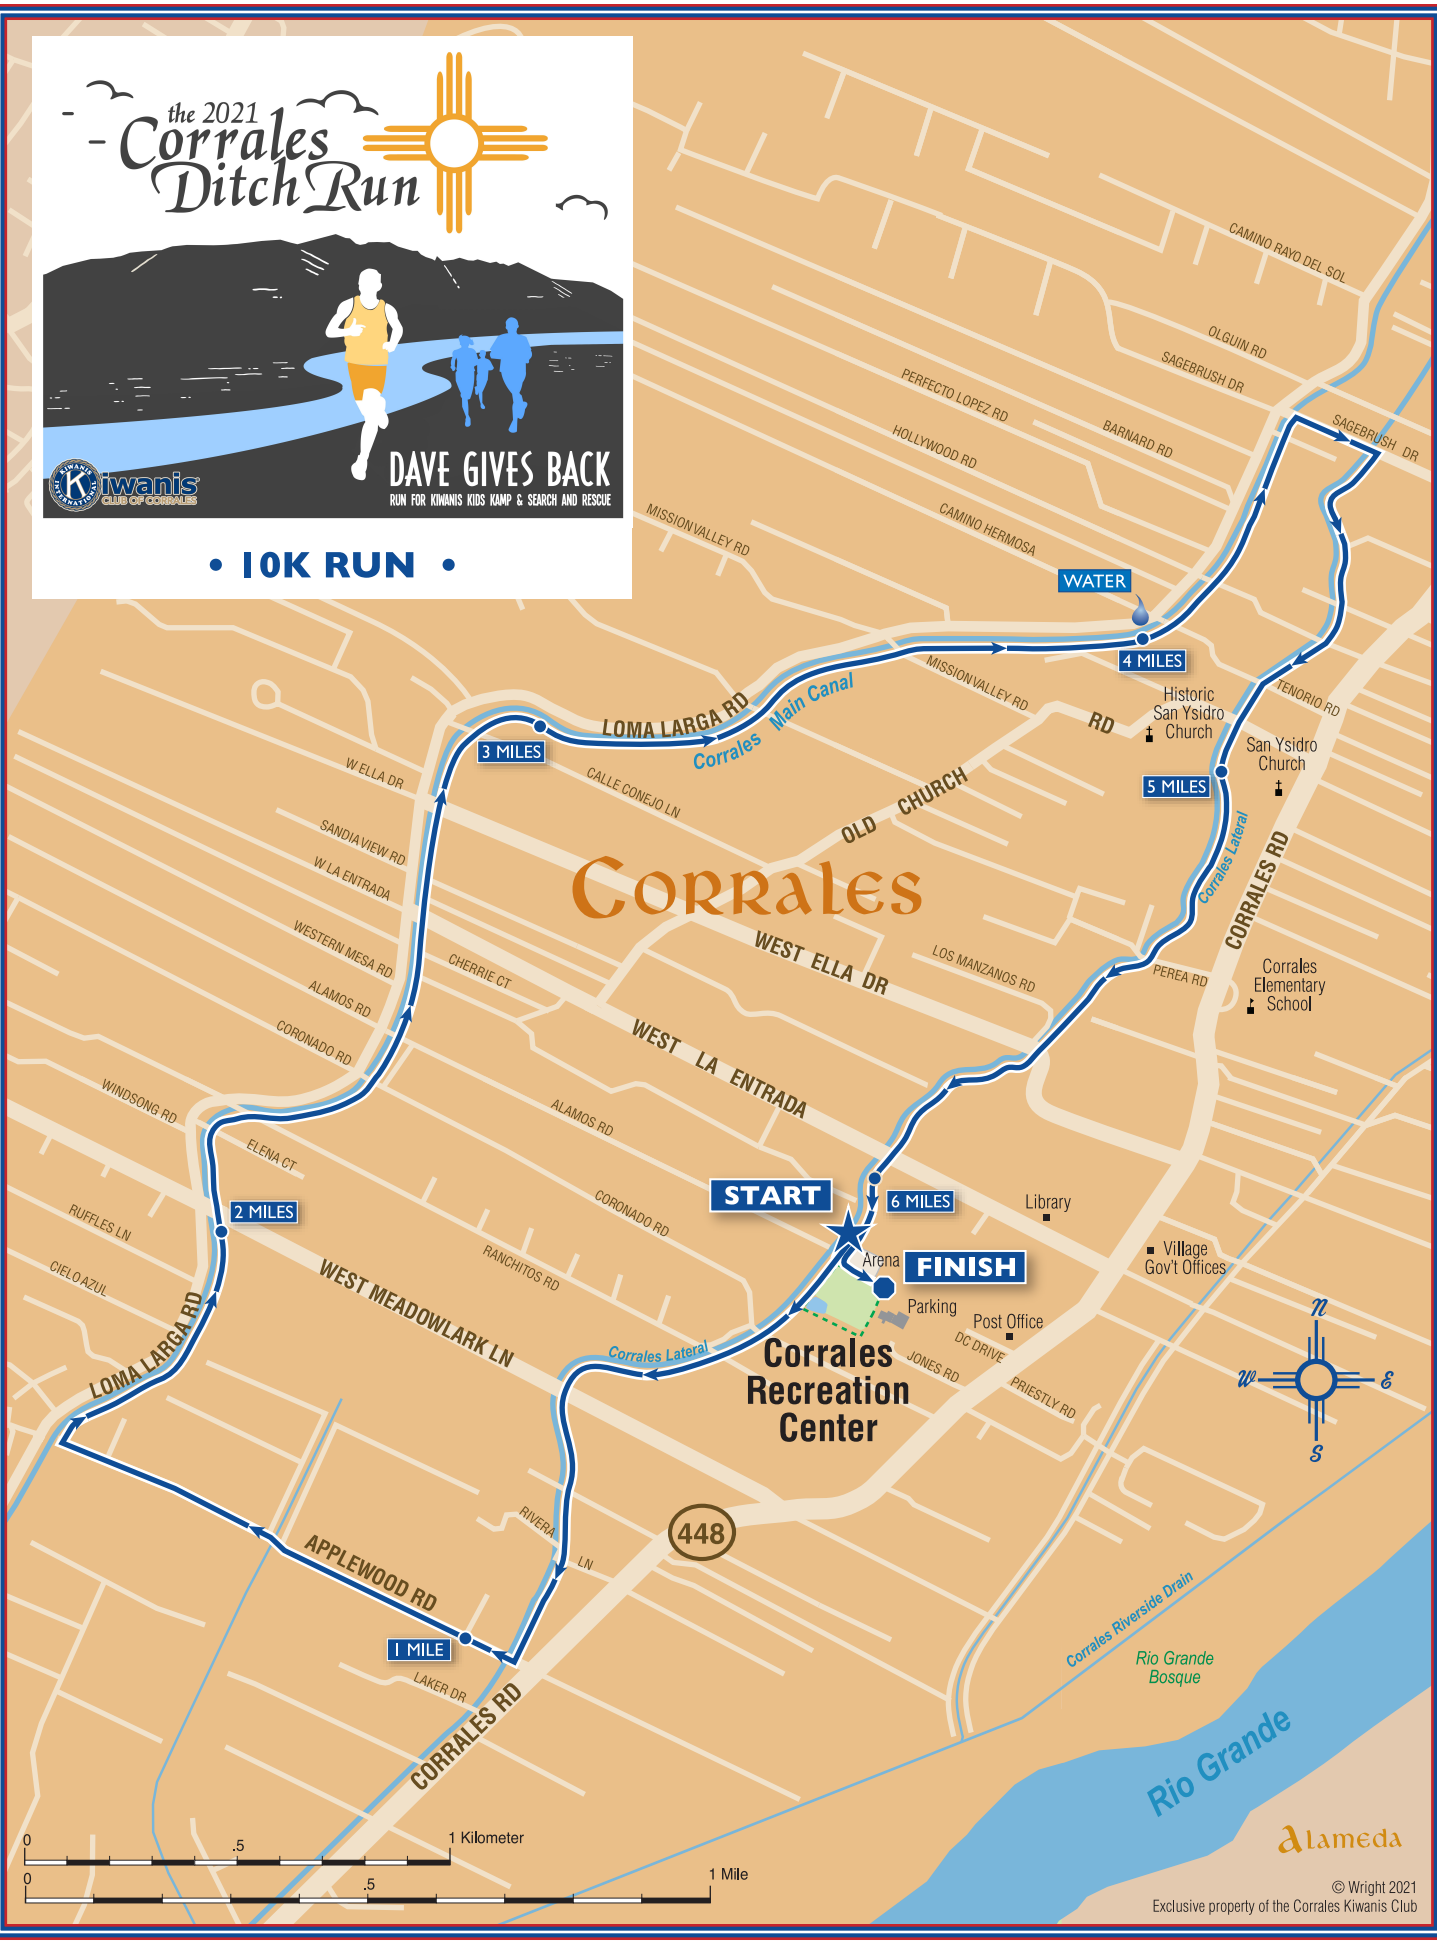 the 2021
Corrales
Ditch Run
KIWANIS
INTERNATIONAL
K
Kiwanis
CLUB OF CORRALES
DAVE GIVES BACK
RUN FOR KIWANIS KIDS KAMP & SEARCH AND RESCUE
• 10K RUN •
CAMINO RAYO DEL SOL
OLGUIN RD
SAGEBRUSH DR
PERFECTO LOPEZ RD
BARNARD RD
SAGEBRUSH DR
HOLLYWOOD RD
MISSION VALLEY RD
CAMINO HERMOSA
WATER
4 MILES
MISSION VALLEY RD
TENORIO RD
Historic
San Ysidro
Church
LOMA LARGA RD
Corrales Main Canal
OLD CHURCH RD
San Ysidro
Church
3 MILES
5 MILES
W ELLA DR
CALLE CONEJO LN
SANDIA VIEW RD
W LA ENTRADA
Corrales Lateral
CORRALES RD
CORRALES
WESTERN MESA RD
CHERRIE CT
WEST ELLA DR
LOS MANZANOS RD
PEREA RD
Corrales
Elementary
School
ALAMOS RD
CORONADO RD
WEST LA ENTRADA
WINDSONG RD
ALAMOS RD
ELENA CT
START
6 MILES
Library
2 MILES
RUFFLES LN
CORONADO RD
RANCHITOS RD
Arena
FINISH
Village
Gov't Offices
CIELO AZUL
WEST MEADOWLARK LN
Parking
Post Office
N
LOMA LARGA RD
Corrales Lateral
DC DRIVE
JONES RD
PRIESTLY RD
Corrales
Recreation
Center
W
E
S
RIVERA LN
448
APPLEWOOD RD
1 MILE
LAKER DR
CORRALES RD
Corrales Riverside Drain
Rio Grande
Bosque
Rio Grande
ALAMEDA
0 .5 1 Kilometer
0 .5 1 Mile
© Wright 2021
Exclusive property of the Corrales Kiwanis Club